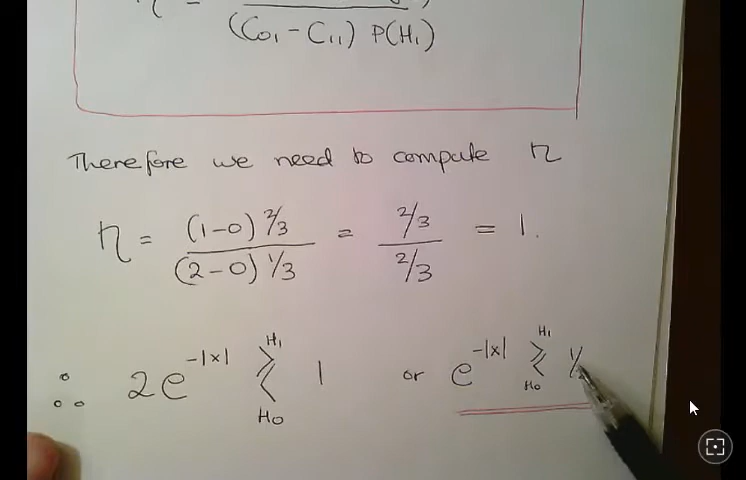 η =
(C01 − C11) P(H1)
Therefore we need to compute η
η = (1−0) 2/3 / (2−0) 1/3 = 2/3 / 2/3 = 1.
∴ 2e^{-|x|} ≷ H1 H0 1 or e^{-|x|} ≷ H1 H0 1/